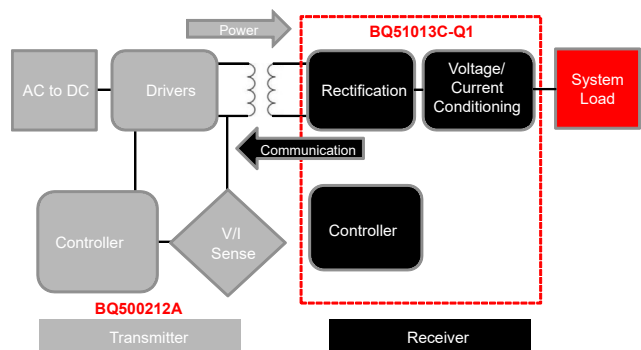 Power
BQ51013C-Q1
AC to DC
Drivers
Rectification
Voltage/
Current
Conditioning
System
Load
Communication
Controller
V/I
Sense
Controller
BQ500212A
Transmitter
Receiver